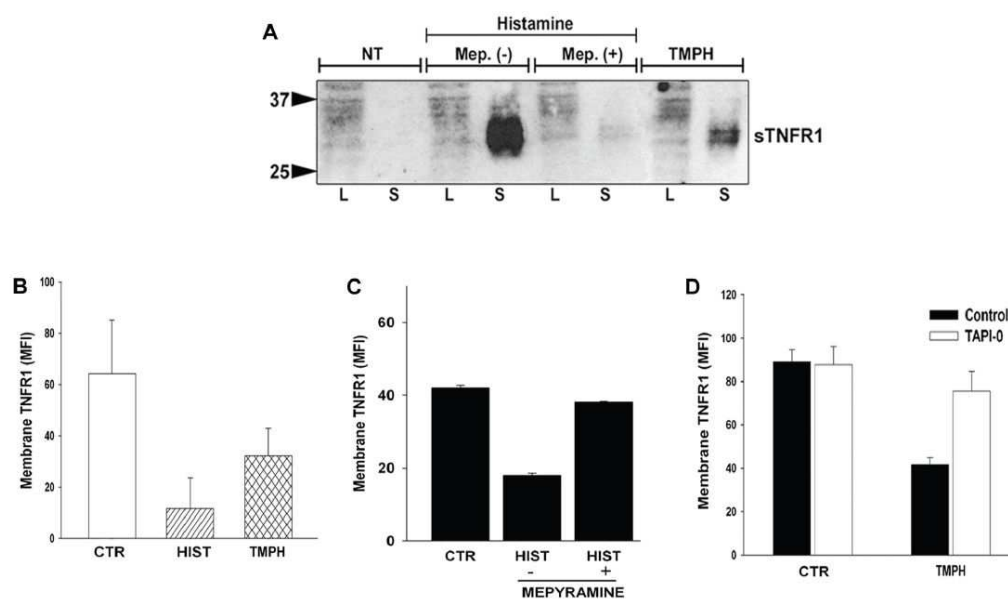 A
Histamine
NT Mep. (-) Mep. (+) TMPH
37
25
sTNFR1
L S L S L S L S
B
Membrane TNFR1 (MFI)
100
80
60
40
20
0
CTR HIST TMPH
C
Membrane TNFR1 (MFI)
60
40
20
0
CTR HIST HIST
- +
MEPYRAMINE
D
Membrane TNFR1 (MFI)
120
100
80
60
40
20
0
Control
TAPI-0
CTR TMPH